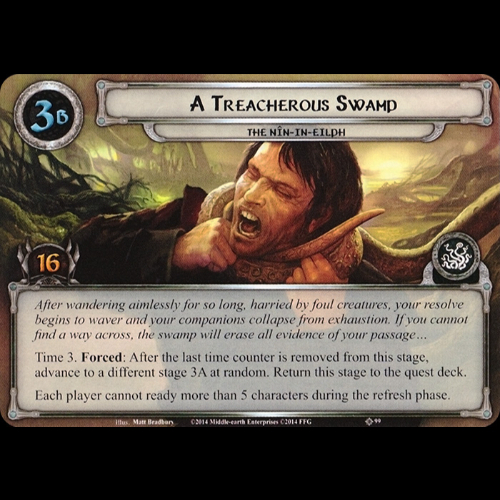 3B
A Treacherous Swamp
The Nîn-in-Eilph
16
After wandering aimlessly for so long, harried by foul creatures, your resolve
begins to waver and your companions collapse from exhaustion. If you cannot
find a way across, the swamp will erase all evidence of your passage…
Time 3. Forced: After the last time counter is removed from this stage,
advance to a different stage 3A at random. Return this stage to the quest deck.
Each player cannot ready more than 5 characters during the refresh phase.
Illus. Matt Bradbury ©2014 Middle-earth Enterprises ©2014 FFG 99